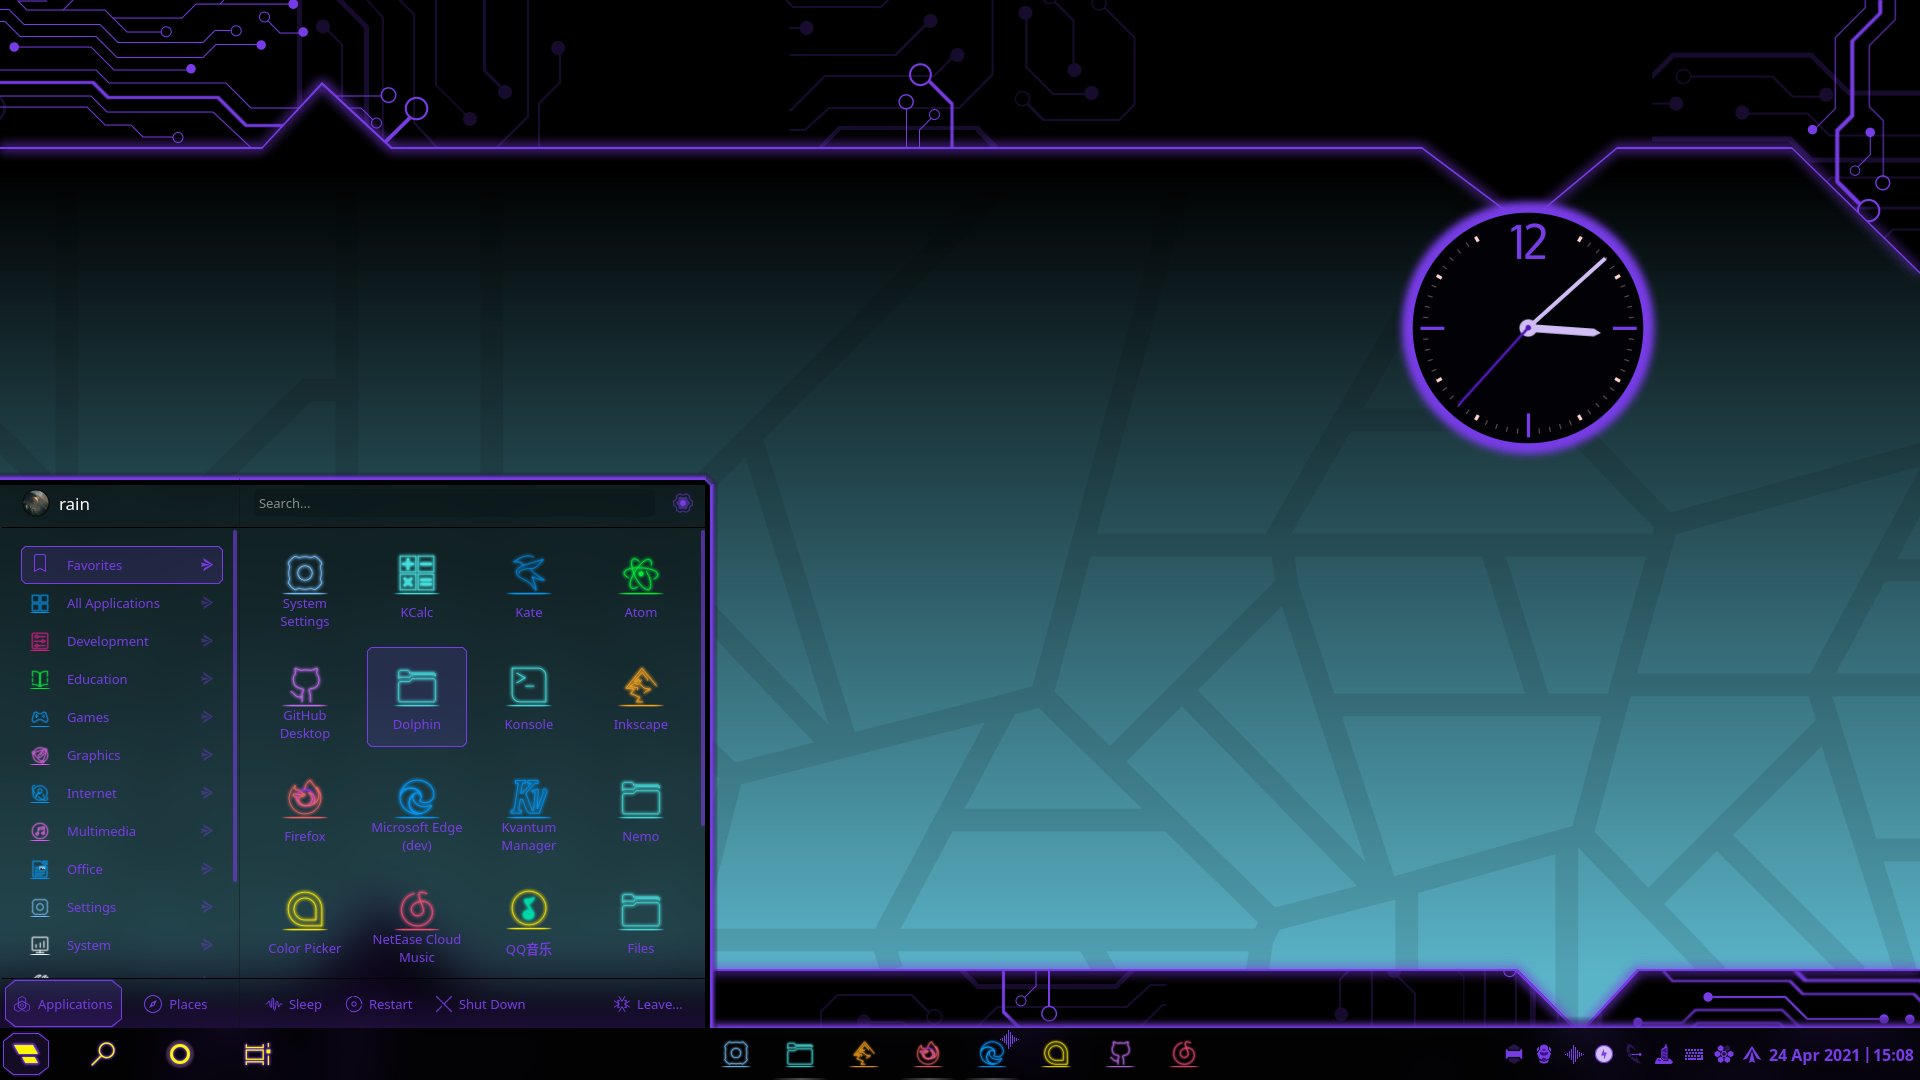 12
rain
Search...
Favorites
All Applications
Development
Education
Games
Graphics
Internet
Multimedia
Office
Settings
System
System
Settings
KCalc
Kate
Atom
GitHub
Desktop
Dolphin
Konsole
Inkscape
Firefox
Microsoft Edge
(dev)
Kvantum
Manager
Nemo
Color Picker
NetEase Cloud
Music
QQ音乐
Files
Applications
Places
Sleep
Restart
Shut Down
Leave...
24 Apr 2021 | 15:08